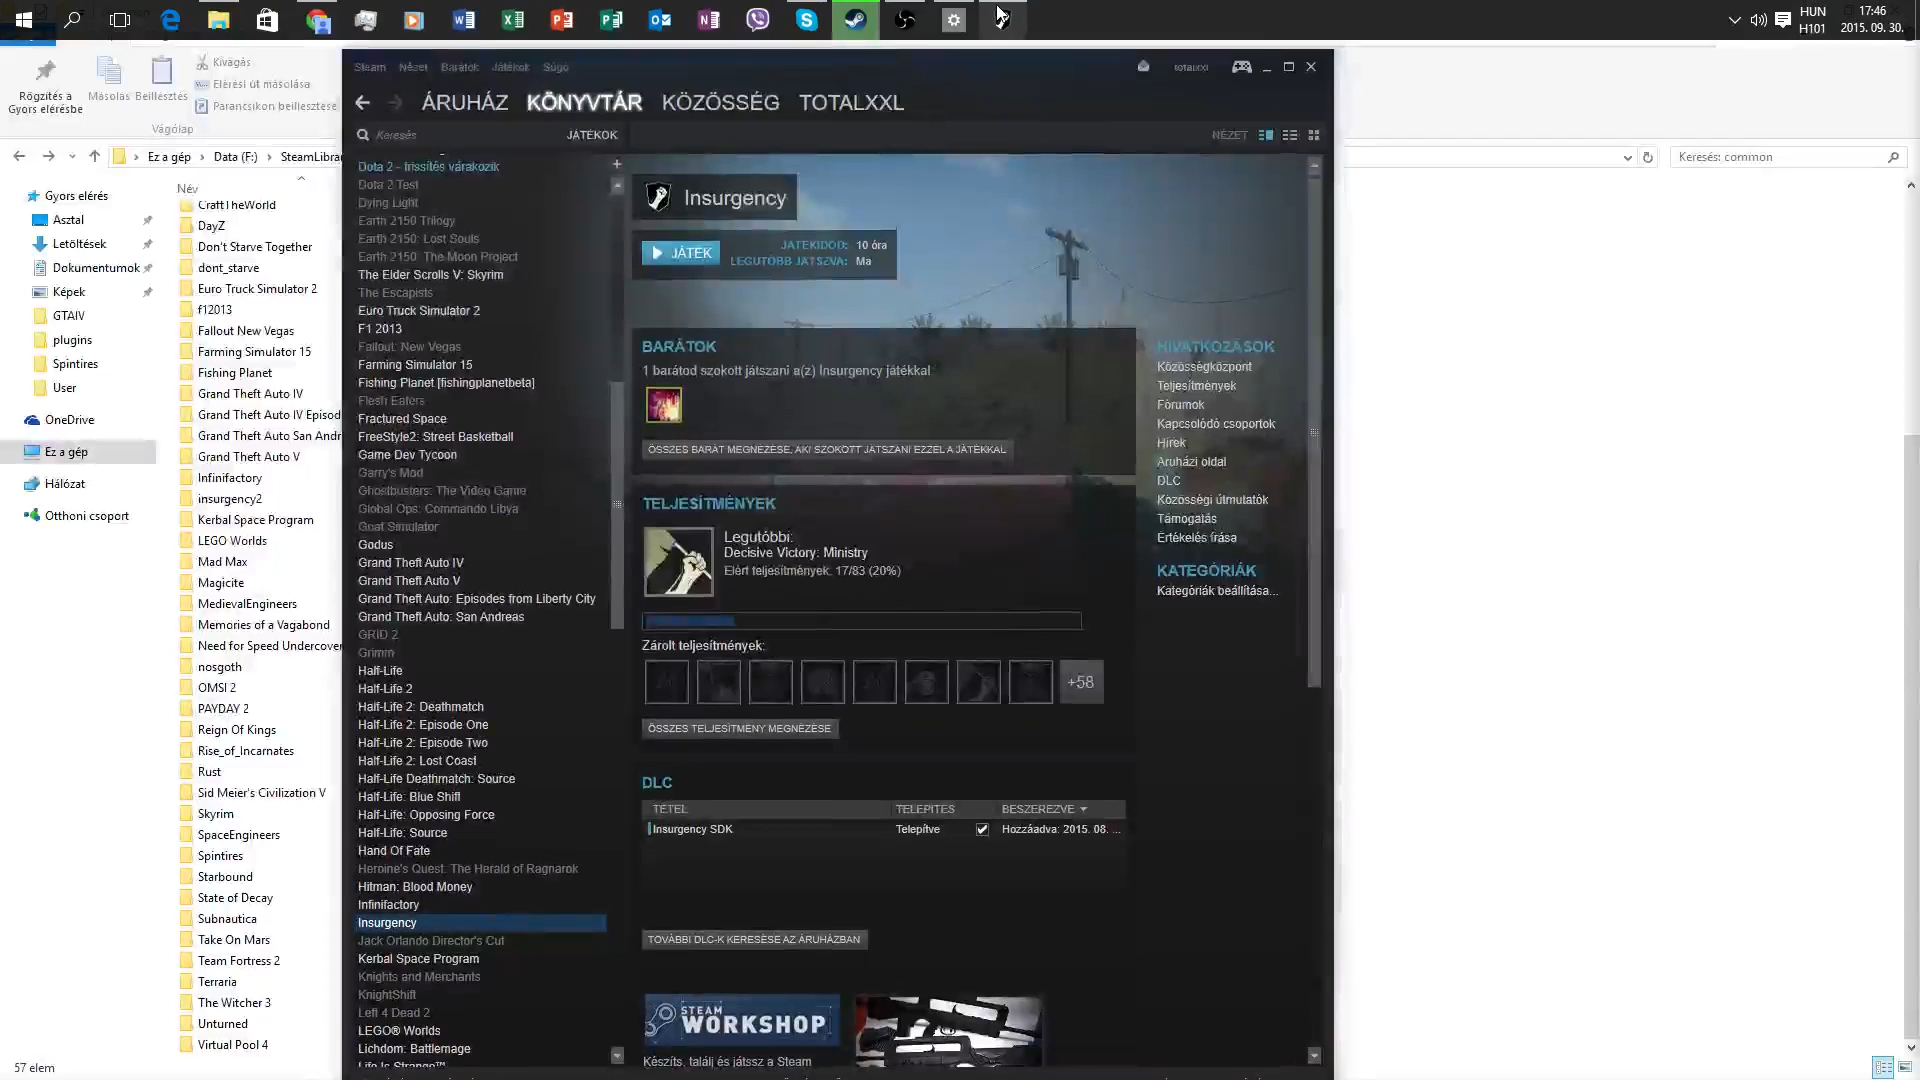 HUN
H101
17:46
2015. 09. 30.
Rögzítés a
Gyors elérésbe
Másolás
Beillesztés
Kivágás
Elérési út másolása
Parancsikon beillesztése
Vágólap
Ez a gép
Data (F:)
SteamLibra
Keresés: common
Gyors elérés
Asztal
Letöltések
Dokumentumok
Képek
GTAIV
plugins
Spintires
User
OneDrive
Ez a gép
Hálózat
Otthoni csoport
57 elem
Név
CraftTheWorld
DayZ
Don't Starve Together
dont_starve
Euro Truck Simulator 2
f12013
Fallout New Vegas
Farming Simulator 15
Fishing Planet
Grand Theft Auto IV
Grand Theft Auto IV Episod
Grand Theft Auto San Andr
Grand Theft Auto V
Infinifactory
insurgency2
Kerbal Space Program
LEGO Worlds
Mad Max
Magicite
MedievalEngineers
Memories of a Vagabond
Need for Speed Undercover
nosgoth
OMSI 2
PAYDAY 2
Reign Of Kings
Rise_of_Incarnates
Rust
Sid Meier's Civilization V
Skyrim
SpaceEngineers
Spintires
Starbound
State of Decay
Subnautica
Take On Mars
Team Fortress 2
Terraria
The Witcher 3
Unturned
Virtual Pool 4
Steam Nézet Barátok Játékok Súgó
totalxxl
ÁRUHÁZ KÖNYVTÁR KÖZÖSSÉG TOTALXXL
Keresés
JÁTÉKOK
NÉZET
Dota 2 - frissítés várakozik
Dota 2 Test
Dying Light
Earth 2150 Trilogy
Earth 2150: Lost Souls
Earth 2150: The Moon Project
The Elder Scrolls V: Skyrim
The Escapists
Euro Truck Simulator 2
F1 2013
Fallout: New Vegas
Farming Simulator 15
Fishing Planet [fishingplanetbeta]
Flesh Eaters
Fractured Space
FreeStyle2: Street Basketball
Game Dev Tycoon
Garry's Mod
Ghostbusters: The Video Game
Global Ops: Commando Libya
Goat Simulator
Godus
Grand Theft Auto IV
Grand Theft Auto V
Grand Theft Auto: Episodes from Liberty City
Grand Theft Auto: San Andreas
GRID 2
Grimm
Half-Life
Half-Life 2
Half-Life 2: Deathmatch
Half-Life 2: Episode One
Half-Life 2: Episode Two
Half-Life 2: Lost Coast
Half-Life Deathmatch: Source
Half-Life: Blue Shift
Half-Life: Opposing Force
Half-Life: Source
Hand Of Fate
Heroine's Quest: The Herald of Ragnarok
Hitman: Blood Money
Infinifactory
Insurgency
Jack Orlando Director's Cut
Kerbal Space Program
Knights and Merchants
KnightShift
Left 4 Dead 2
LEGO® Worlds
Lichdom: Battlemage
Life Is Strange™
Insurgency
JÁTÉK
JÁTÉKIDŐD: 10 óra
LEGUTÓBB JÁTSZVA: Ma
BARÁTOK
1 barátod szokott játszani a(z) Insurgency játékkal
ÖSSZES BARÁT MEGNÉZÉSE, AKI SZOKOTT JÁTSZANI EZZEL A JÁTÉKKAL
TELJESÍTMÉNYEK
Legutóbbi:
Decisive Victory: Ministry
Elért teljesítmények: 17/83 (20%)
Zárolt teljesítmények:
+58
ÖSSZES TELJESÍTMÉNY MEGNÉZÉSE
DLC
TÉTEL TELEPÍTÉS BESZEREZVE
Insurgency SDK Telepítve Hozzáadva: 2015. 08. ...
TOVÁBBI DLC-K KERESÉSE AZ ÁRUHÁZBAN
STEAM
WORKSHOP
Készíts, találj és játssz a Steam
HIVATKOZÁSOK
Közösségközpont
Teljesítmények
Fórumok
Kapcsolódó csoportok
Hírek
Áruházi oldal
DLC
Közösségi útmutatók
Támogatás
Értékelés írása
KATEGÓRIÁK
Kategóriák beállítása...